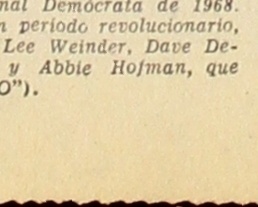 nal Demócrata de 1968.
n período revolucionario,
Lee Weinder, Dave De-
y Abbie Hofman, que
O").